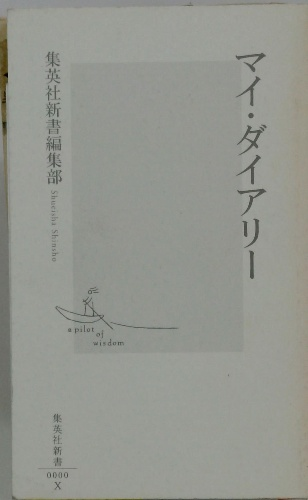 マイ・ダイアリー
集英社新書編集部
Shueisha Shinsho
a pilot
of
wisdom
集英社新書
0000
X